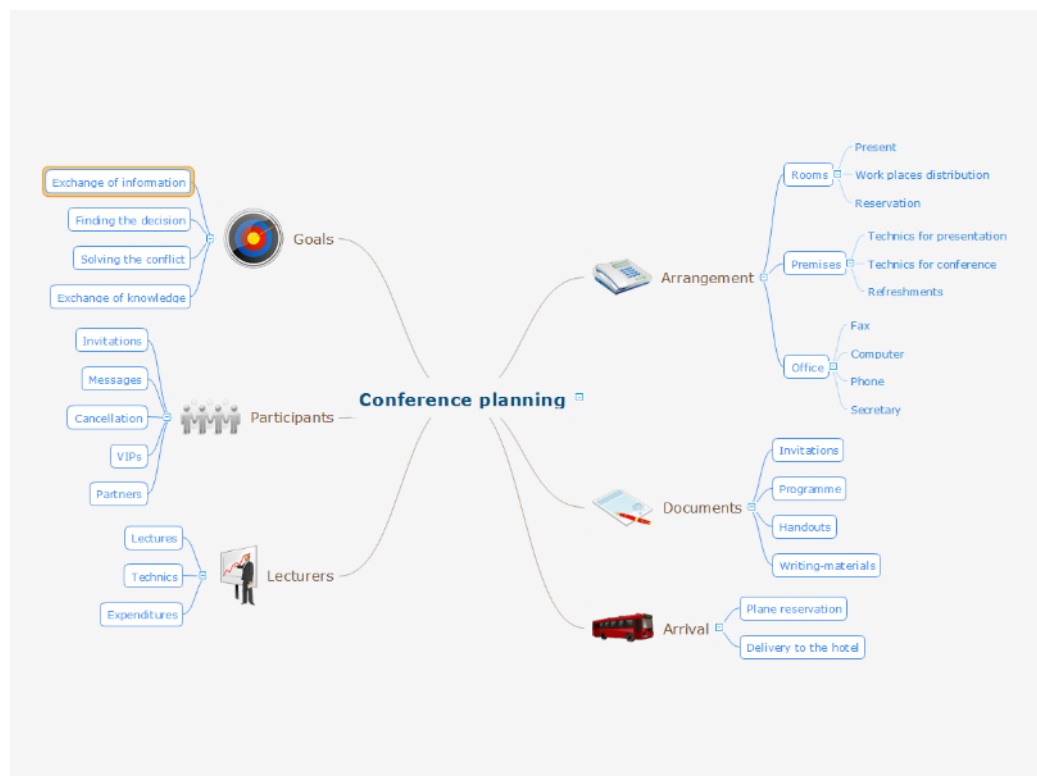 Conference planning
Goals
Exchange of information
Finding the decision
Solving the conflict
Exchange of knowledge
Participants
Invitations
Messages
Cancellation
VIPs
Partners
Lecturers
Lectures
Technics
Expenditures
Arrangement
Rooms
Present
Work places distribution
Reservation
Premises
Technics for presentation
Technics for conference
Refreshments
Office
Fax
Computer
Phone
Secretary
Documents
Invitations
Programme
Handouts
Writing-materials
Arrival
Plane reservation
Delivery to the hotel